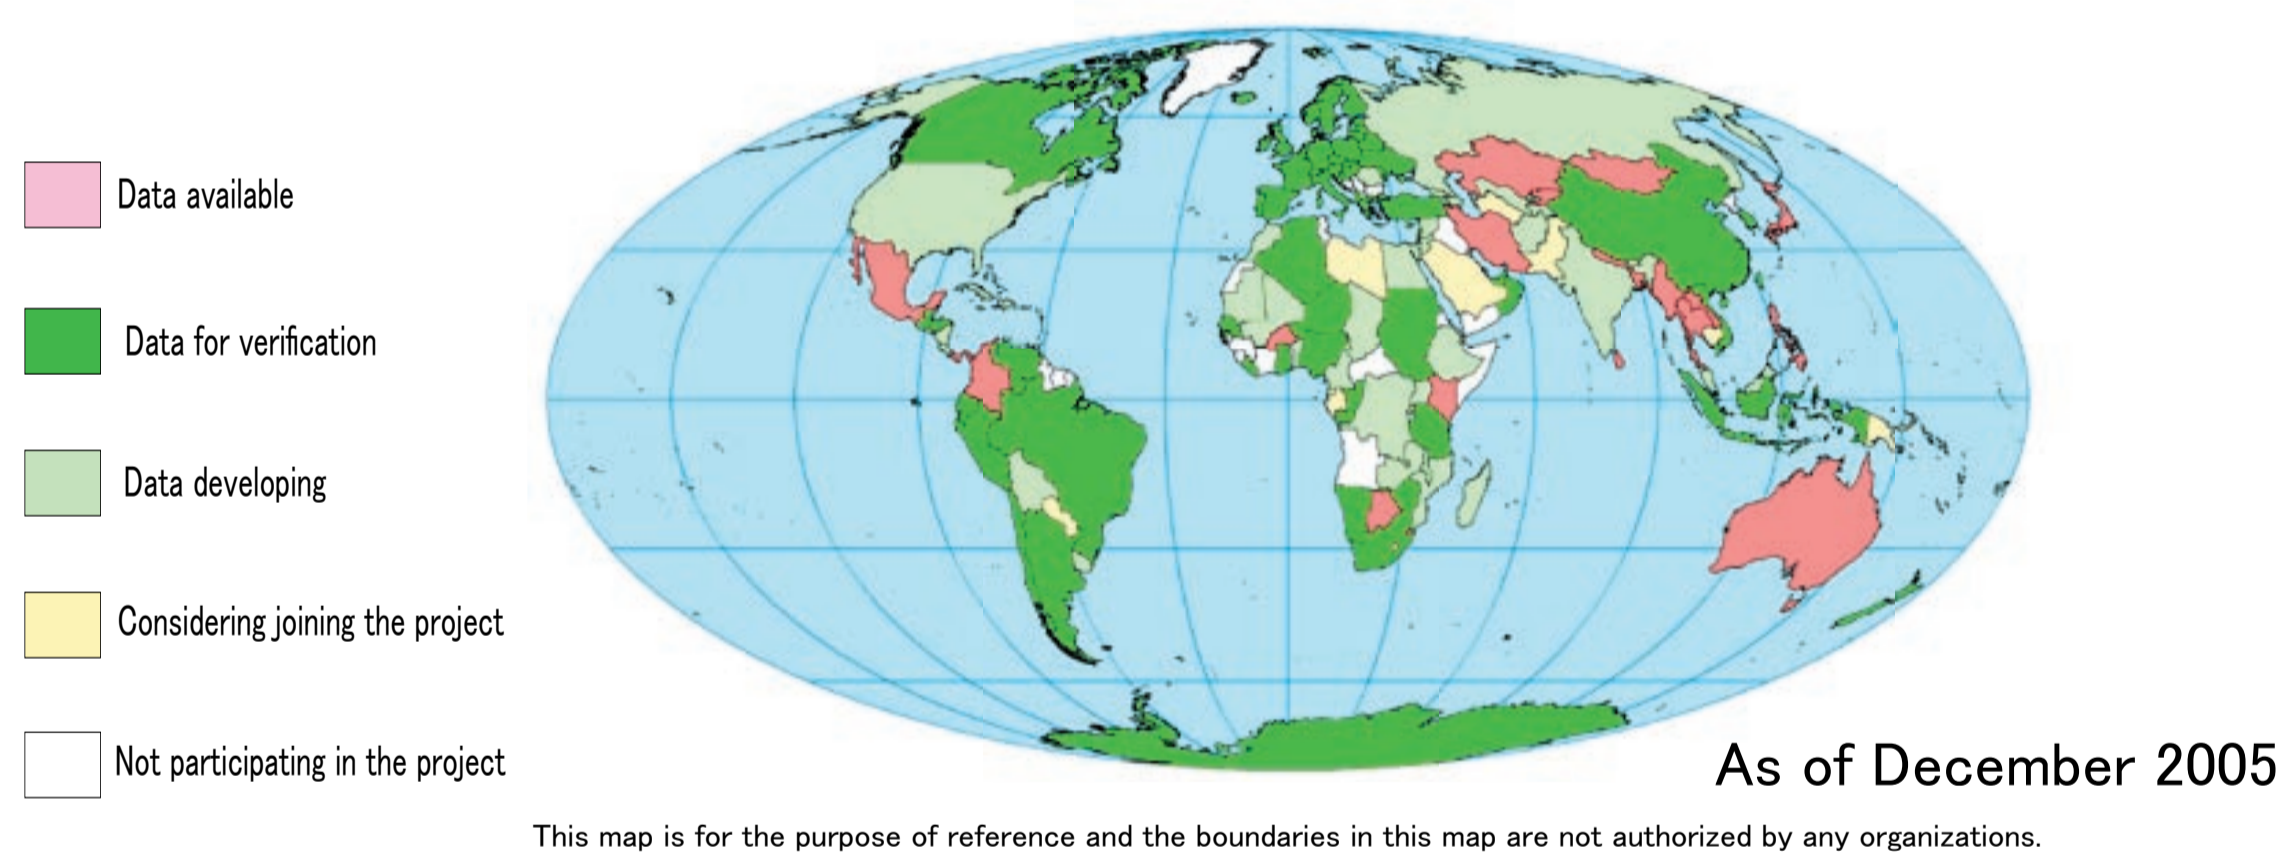 Data available
Data for verification
Data developing
Considering joining the project
Not participating in the project
As of December 2005
This map is for the purpose of reference and the boundaries in this map are not authorized by any organizations.